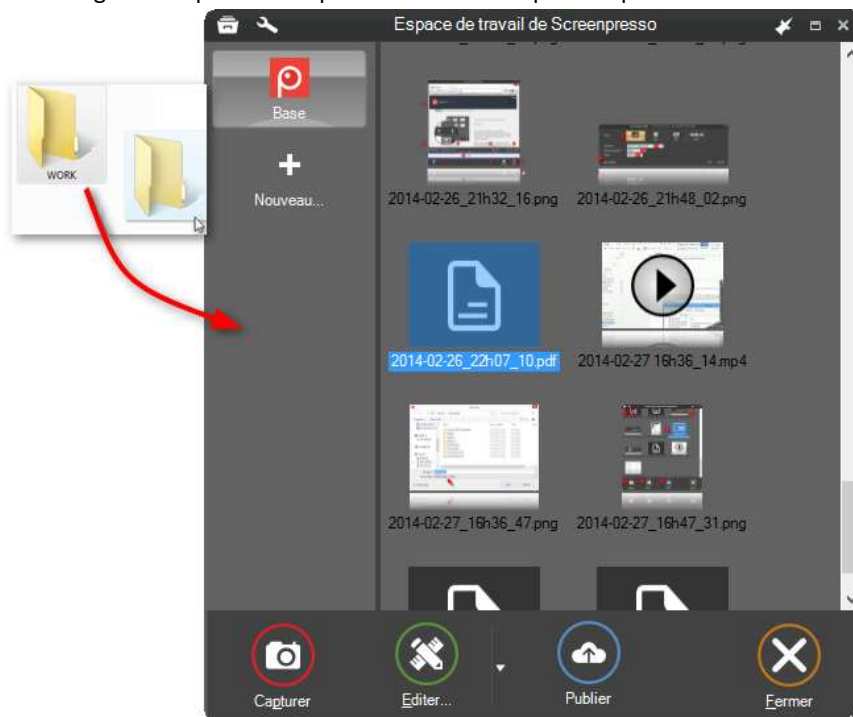 Espace de travail de Screenpresso
Base
WORK
Nouveau...
2014-02-26_21h32_16.png
2014-02-26_21h48_02.png
2014-02-26_22h07_10.pdf
2014-02-27 16h36_14.mp4
2014-02-27_16h36_47.png
2014-02-27_16h47_31.png
Capturer
Editer...
Publier
Fermer